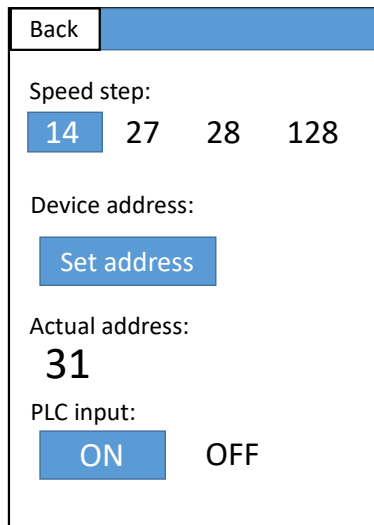 Back
Speed step:
14 27 28 128
Device address:
Set address
Actual address:
31
PLC input:
ON OFF